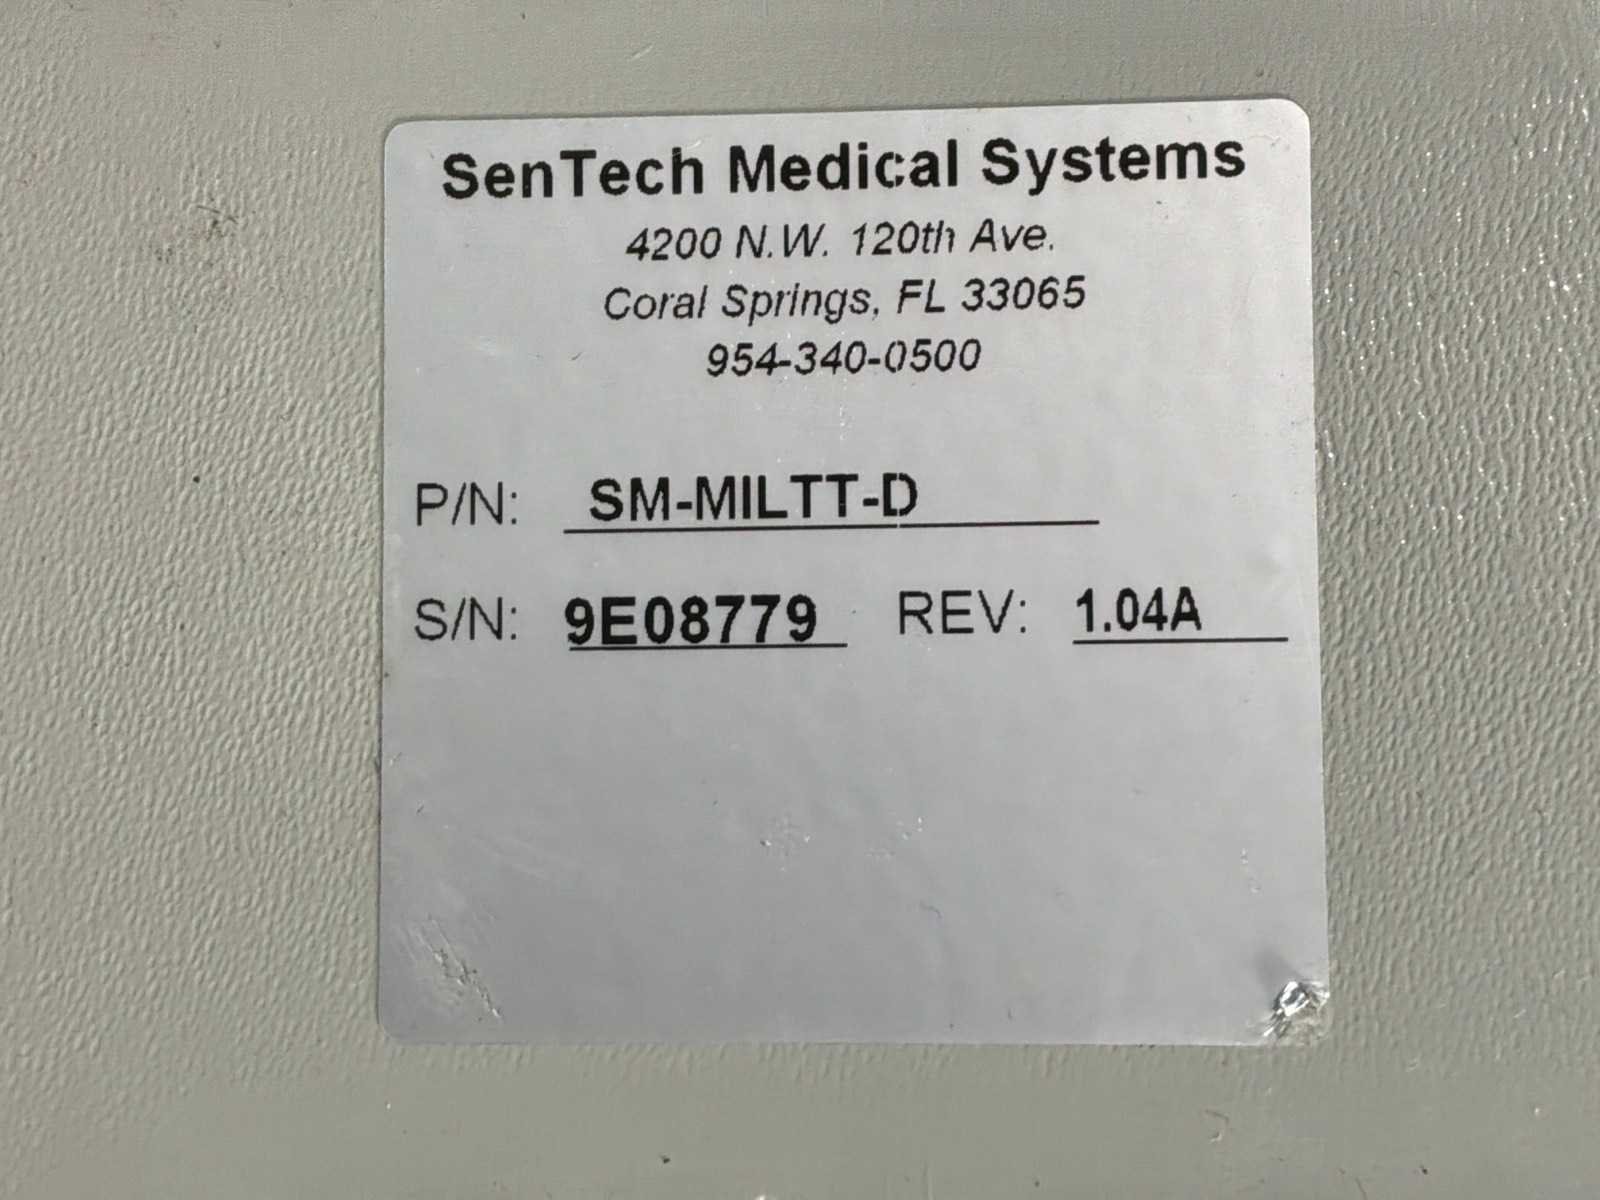 SenTech Medical Systems
4200 N.W. 120th Ave.
Coral Springs, FL 33065
954-340-0500
P/N: SM-MILTT-D
S/N: 9E08779 REV: 1.04A